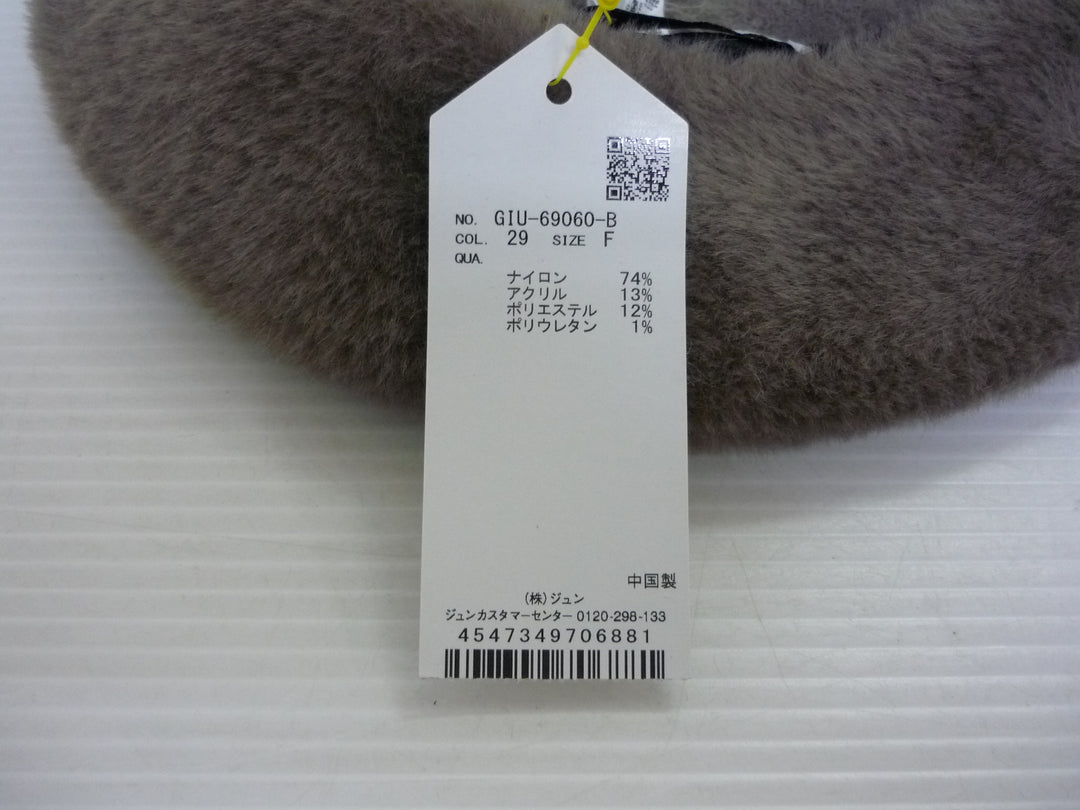 NO. GIU-69060-B
COL. 29 SIZE F
QUA.
ナイロン 74%
アクリル 13%
ポリエステル 12%
ポリウレタン 1%
中国製
(株)ジュン
ジュンカスタマーセンター 0120-298-133
4547349706881